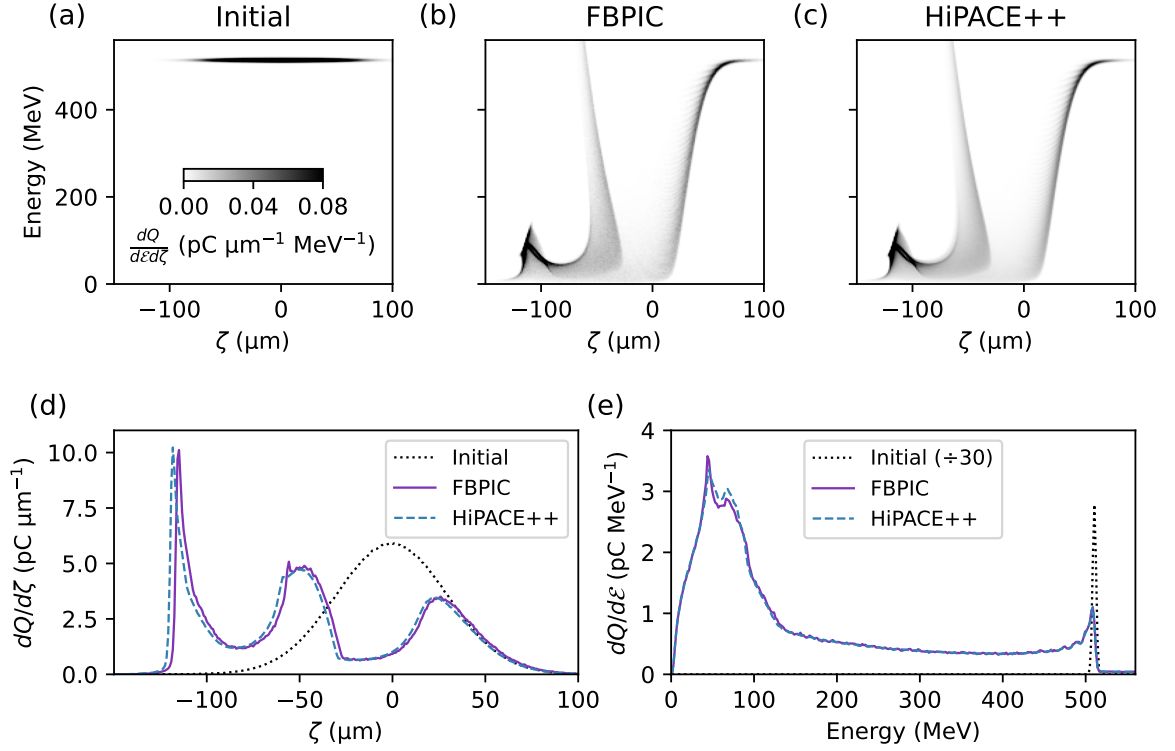 (a) Initial
(b) FBPIC
(c) HiPACE++
Energy (MeV)
400
200
0
0.00 0.04 0.08
dQ/dℰdζ (pC μm⁻¹ MeV⁻¹)
−100 0 100
ζ (μm)
−100 0 100
ζ (μm)
−100 0 100
ζ (μm)
(d)
dQ/dζ (pC μm⁻¹)
10.0
7.5
5.0
2.5
0.0
Initial
FBPIC
HiPACE++
−100 −50 0 50 100
ζ (μm)
(e)
dQ/dℰ (pC MeV⁻¹)
4
3
2
1
0
Initial (÷30)
FBPIC
HiPACE++
0 100 200 300 400 500
Energy (MeV)